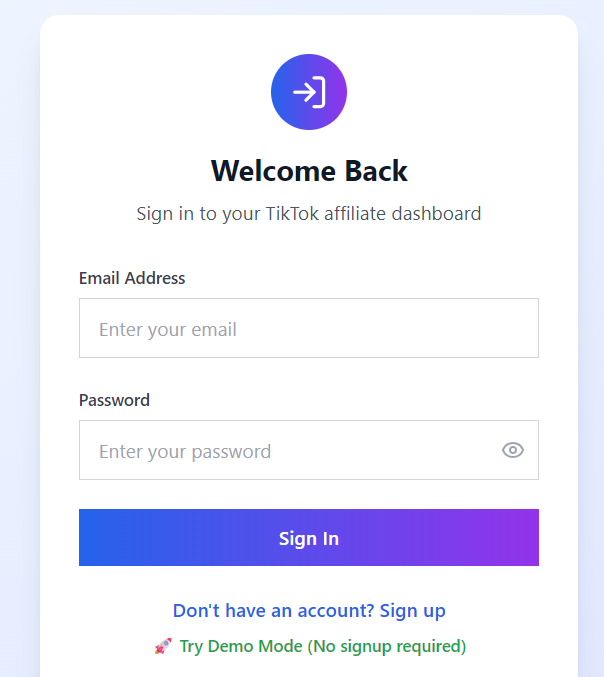 Welcome Back
Sign in to your TikTok affiliate dashboard
Email Address
Enter your email
Password
Enter your password
Sign In
Don't have an account? Sign up
🚀 Try Demo Mode (No signup required)